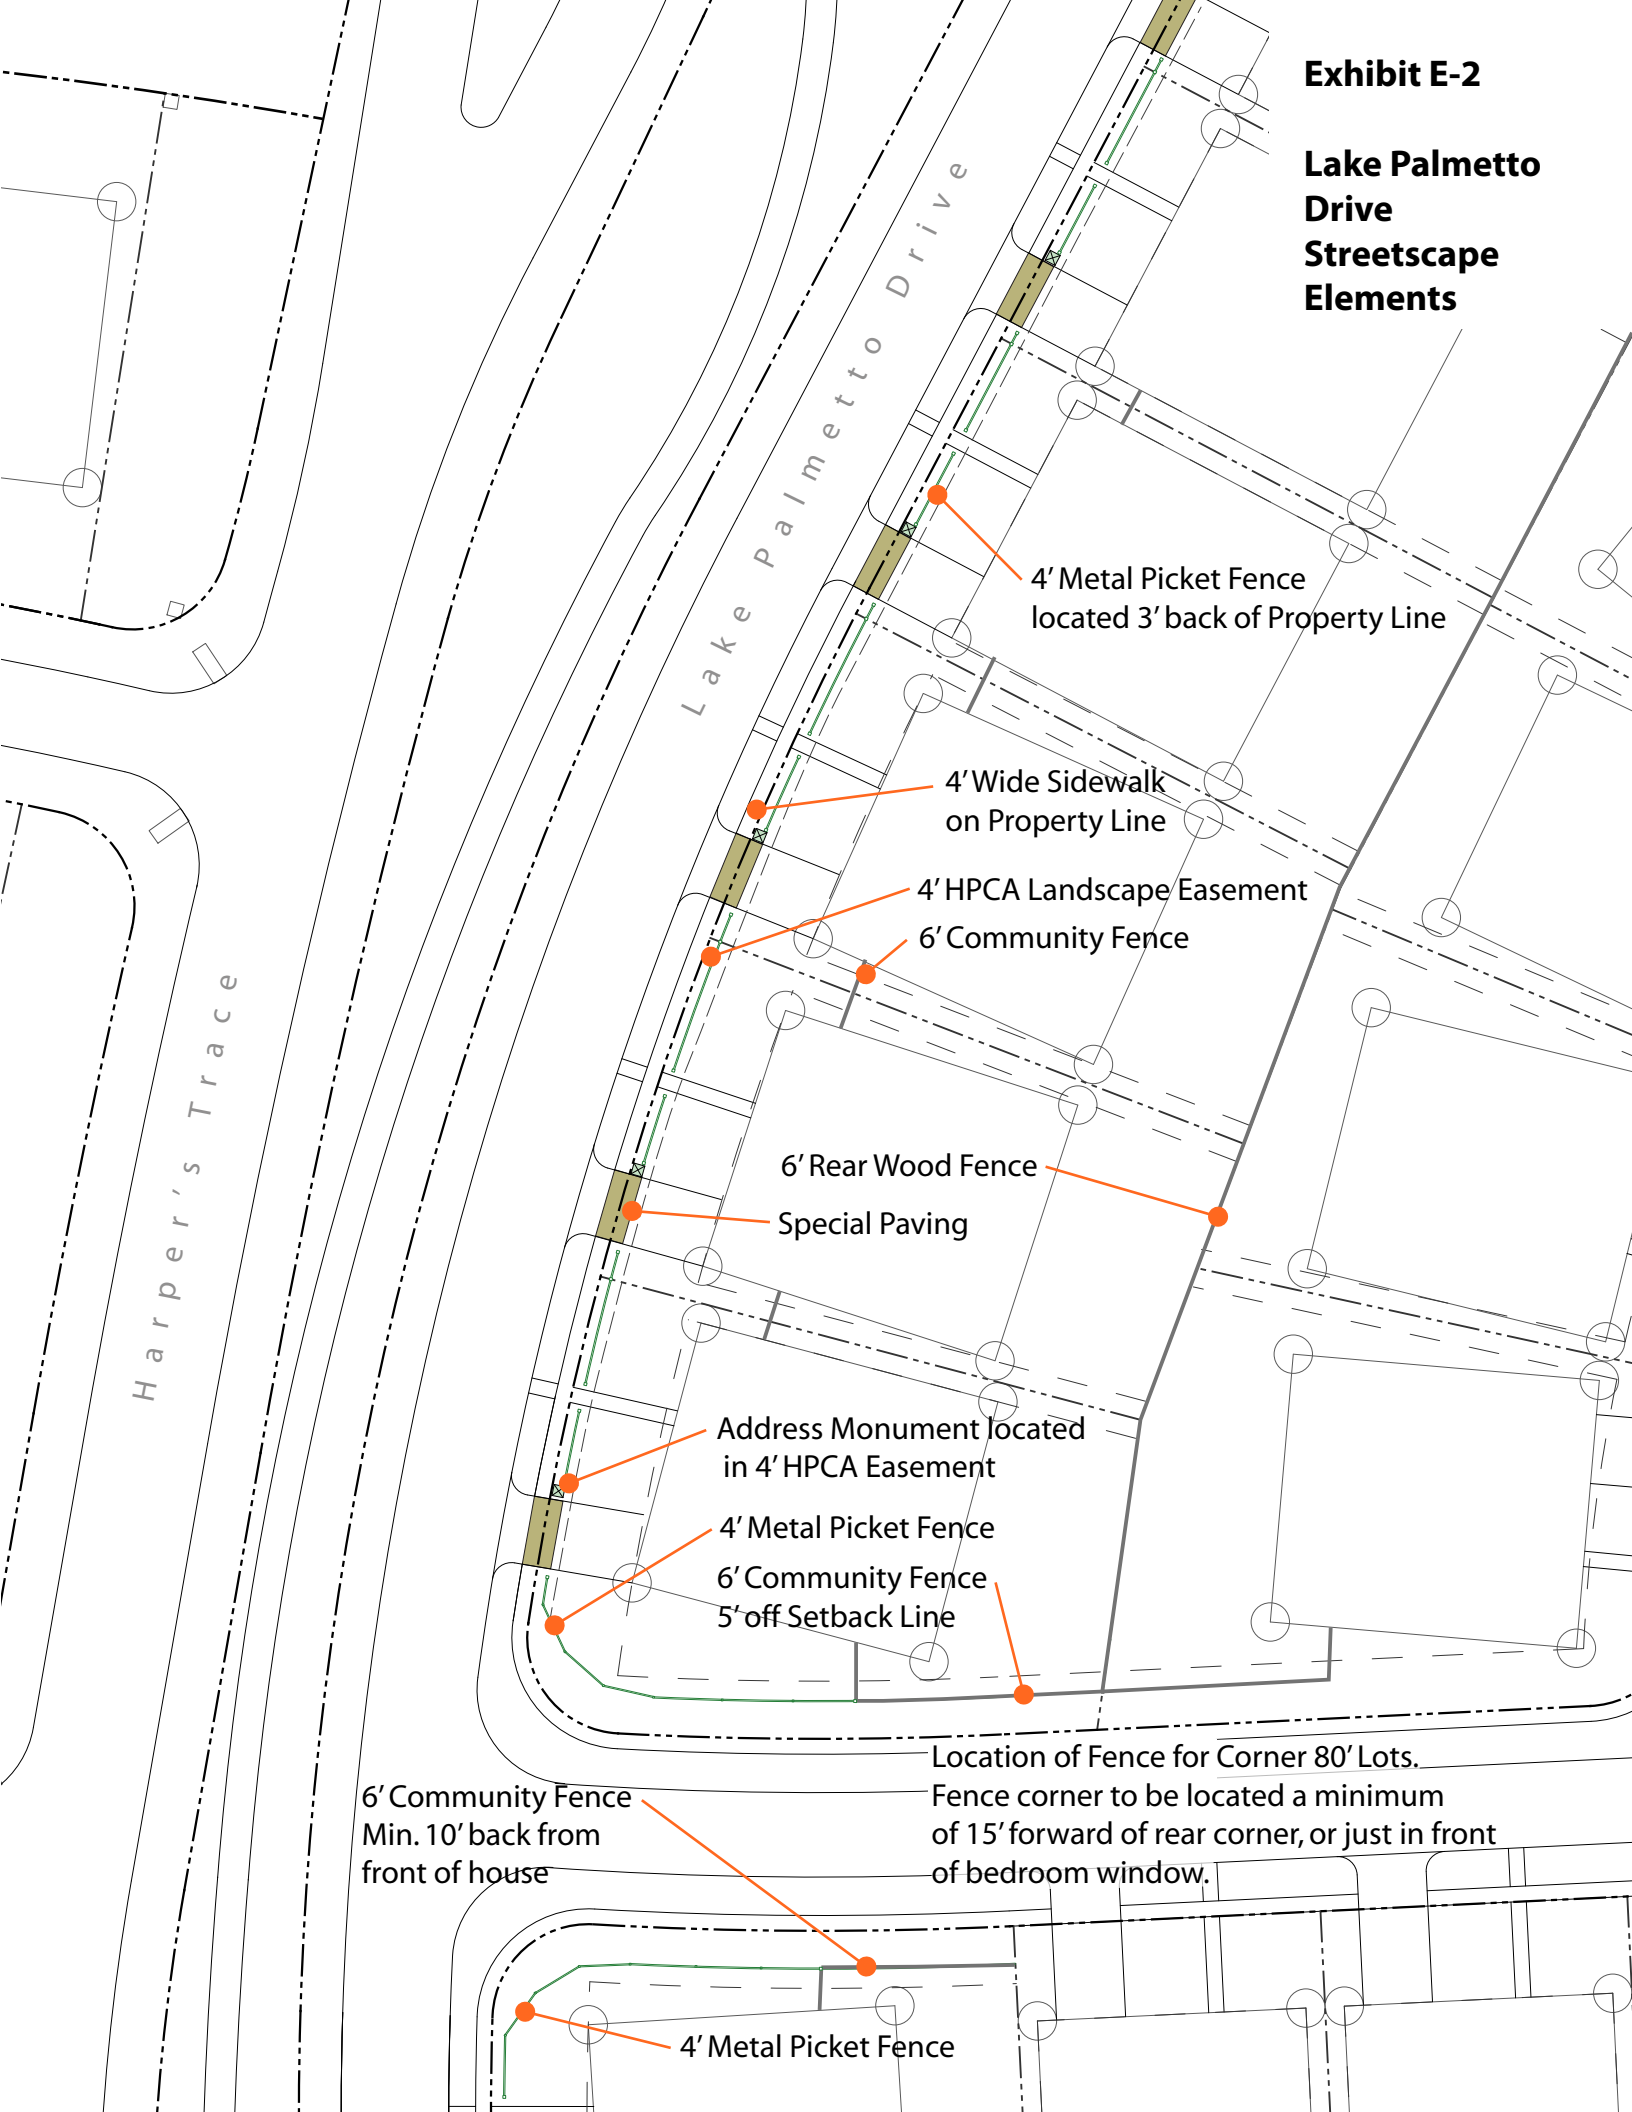 Exhibit E-2
Lake Palmetto
Drive
Streetscape
Elements
Lake Palmetto Drive
4' Metal Picket Fence
located 3' back of Property Line
4' Wide Sidewalk
on Property Line
4' HPCA Landscape Easement
6' Community Fence
Harper's Trace
6' Rear Wood Fence
Special Paving
Address Monument located
in 4' HPCA Easement
4' Metal Picket Fence
6' Community Fence
5' off Setback Line
Location of Fence for Corner 80' Lots.
Fence corner to be located a minimum
of 15' forward of rear corner, or just in front
of bedroom window.
6' Community Fence
Min. 10' back from
front of house
4' Metal Picket Fence